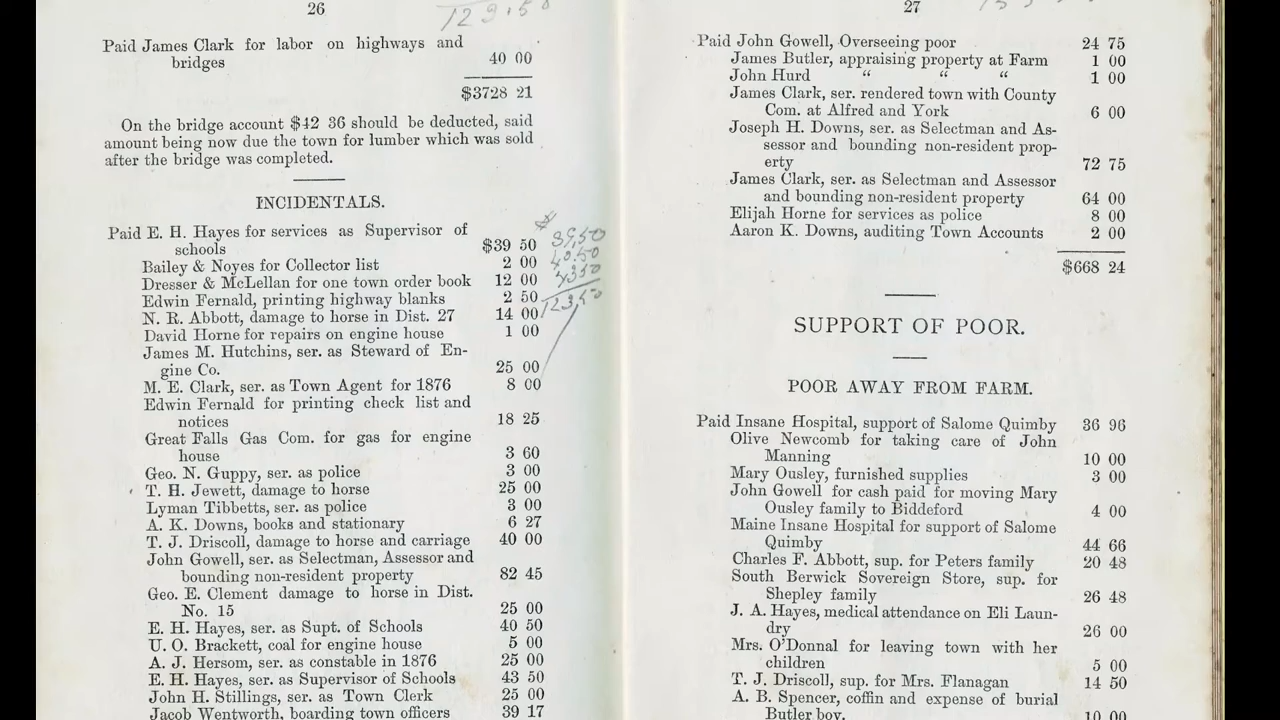 26
129.50
Paid James Clark for labor on highways and
bridges 40 00
$3728 21
On the bridge account $42 36 should be deducted, said
amount being now due the town for lumber which was sold
after the bridge was completed.
INCIDENTALS.
Paid E. H. Hayes for services as Supervisor of
schools $39 50
Bailey & Noyes for Collector list 2 00
Dresser & McLellan for one town order book 12 00
Edwin Fernald, printing highway blanks 2 50
N. R. Abbott, damage to horse in Dist. 27 14 00
David Horne for repairs on engine house 1 00
James M. Hutchins, ser. as Steward of En-
gine Co. 25 00
M. E. Clark, ser. as Town Agent for 1876 8 00
Edwin Fernald for printing check list and
notices 18 25
Great Falls Gas Com. for gas for engine
house 3 60
Geo. N. Guppy, ser. as police 3 00
T. H. Jewett, damage to horse 25 00
Lyman Tibbetts, ser. as police 3 00
A. K. Downs, books and stationary 6 27
T. J. Driscoll, damage to horse and carriage 40 00
John Gowell, ser. as Selectman, Assessor and
bounding non-resident property 82 45
Geo. E. Clement damage to horse in Dist.
No. 15 25 00
E. H. Hayes, ser. as Supt. of Schools 40 50
U. O. Brackett, coal for engine house 5 00
A. J. Hersom, ser. as constable in 1876 25 00
E. H. Hayes, ser. as Supervisor of Schools 43 50
John H. Stillings, ser. as Town Clerk 25 00
Jacob Wentworth, boarding town officers 39 17
$
39,50
40.50
43 50
123,50
27
Paid John Gowell, Overseeing poor 24 75
James Butler, appraising property at Farm 1 00
John Hurd “ “ “ 1 00
James Clark, ser. rendered town with County
Com. at Alfred and York 6 00
Joseph H. Downs, ser. as Selectman and As-
sessor and bounding non-resident prop-
erty 72 75
James Clark, ser. as Selectman and Assessor
and bounding non-resident property 64 00
Elijah Horne for services as police 8 00
Aaron K. Downs, auditing Town Accounts 2 00
$668 24
SUPPORT OF POOR.
POOR AWAY FROM FARM.
Paid Insane Hospital, support of Salome Quimby 36 96
Olive Newcomb for taking care of John
Manning 10 00
Mary Ousley, furnished supplies 3 00
John Gowell for cash paid for moving Mary
Ousley family to Biddeford 4 00
Maine Insane Hospital for support of Salome
Quimby 44 66
Charles F. Abbott, sup. for Peters family 20 48
South Berwick Sovereign Store, sup. for
Shepley family 26 48
J. A. Hayes, medical attendance on Eli Laun-
dry 26 00
Mrs. O'Donnal for leaving town with her
children 5 00
T. J. Driscoll, sup. for Mrs. Flanagan 14 50
A. B. Spencer, coffin and expense of burial
Butler boy. 10 00